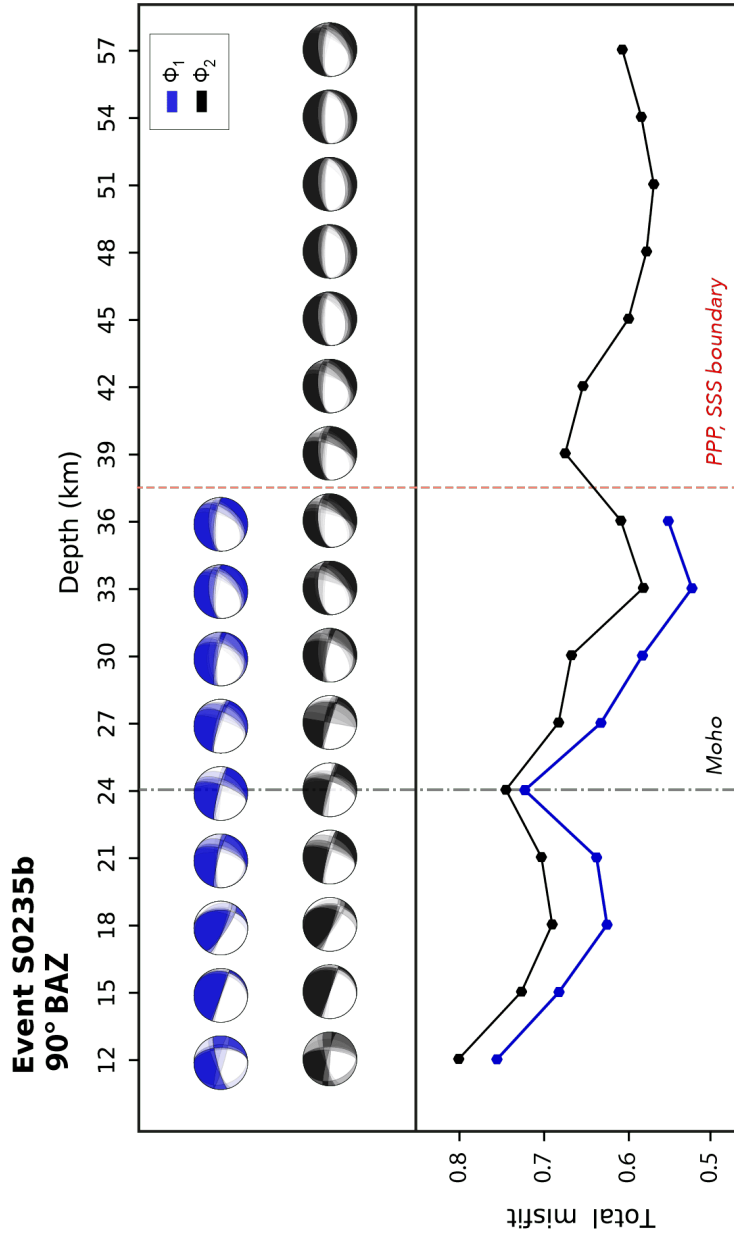 Event S0235b
90° BAZ
Depth (km)
12 15 18 21 24 27 30 33 36 39 42 45 48 51 54 57
Φ1
Φ2
Total misfit
0.8
0.7
0.6
0.5
Moho
PPP, SSS boundary